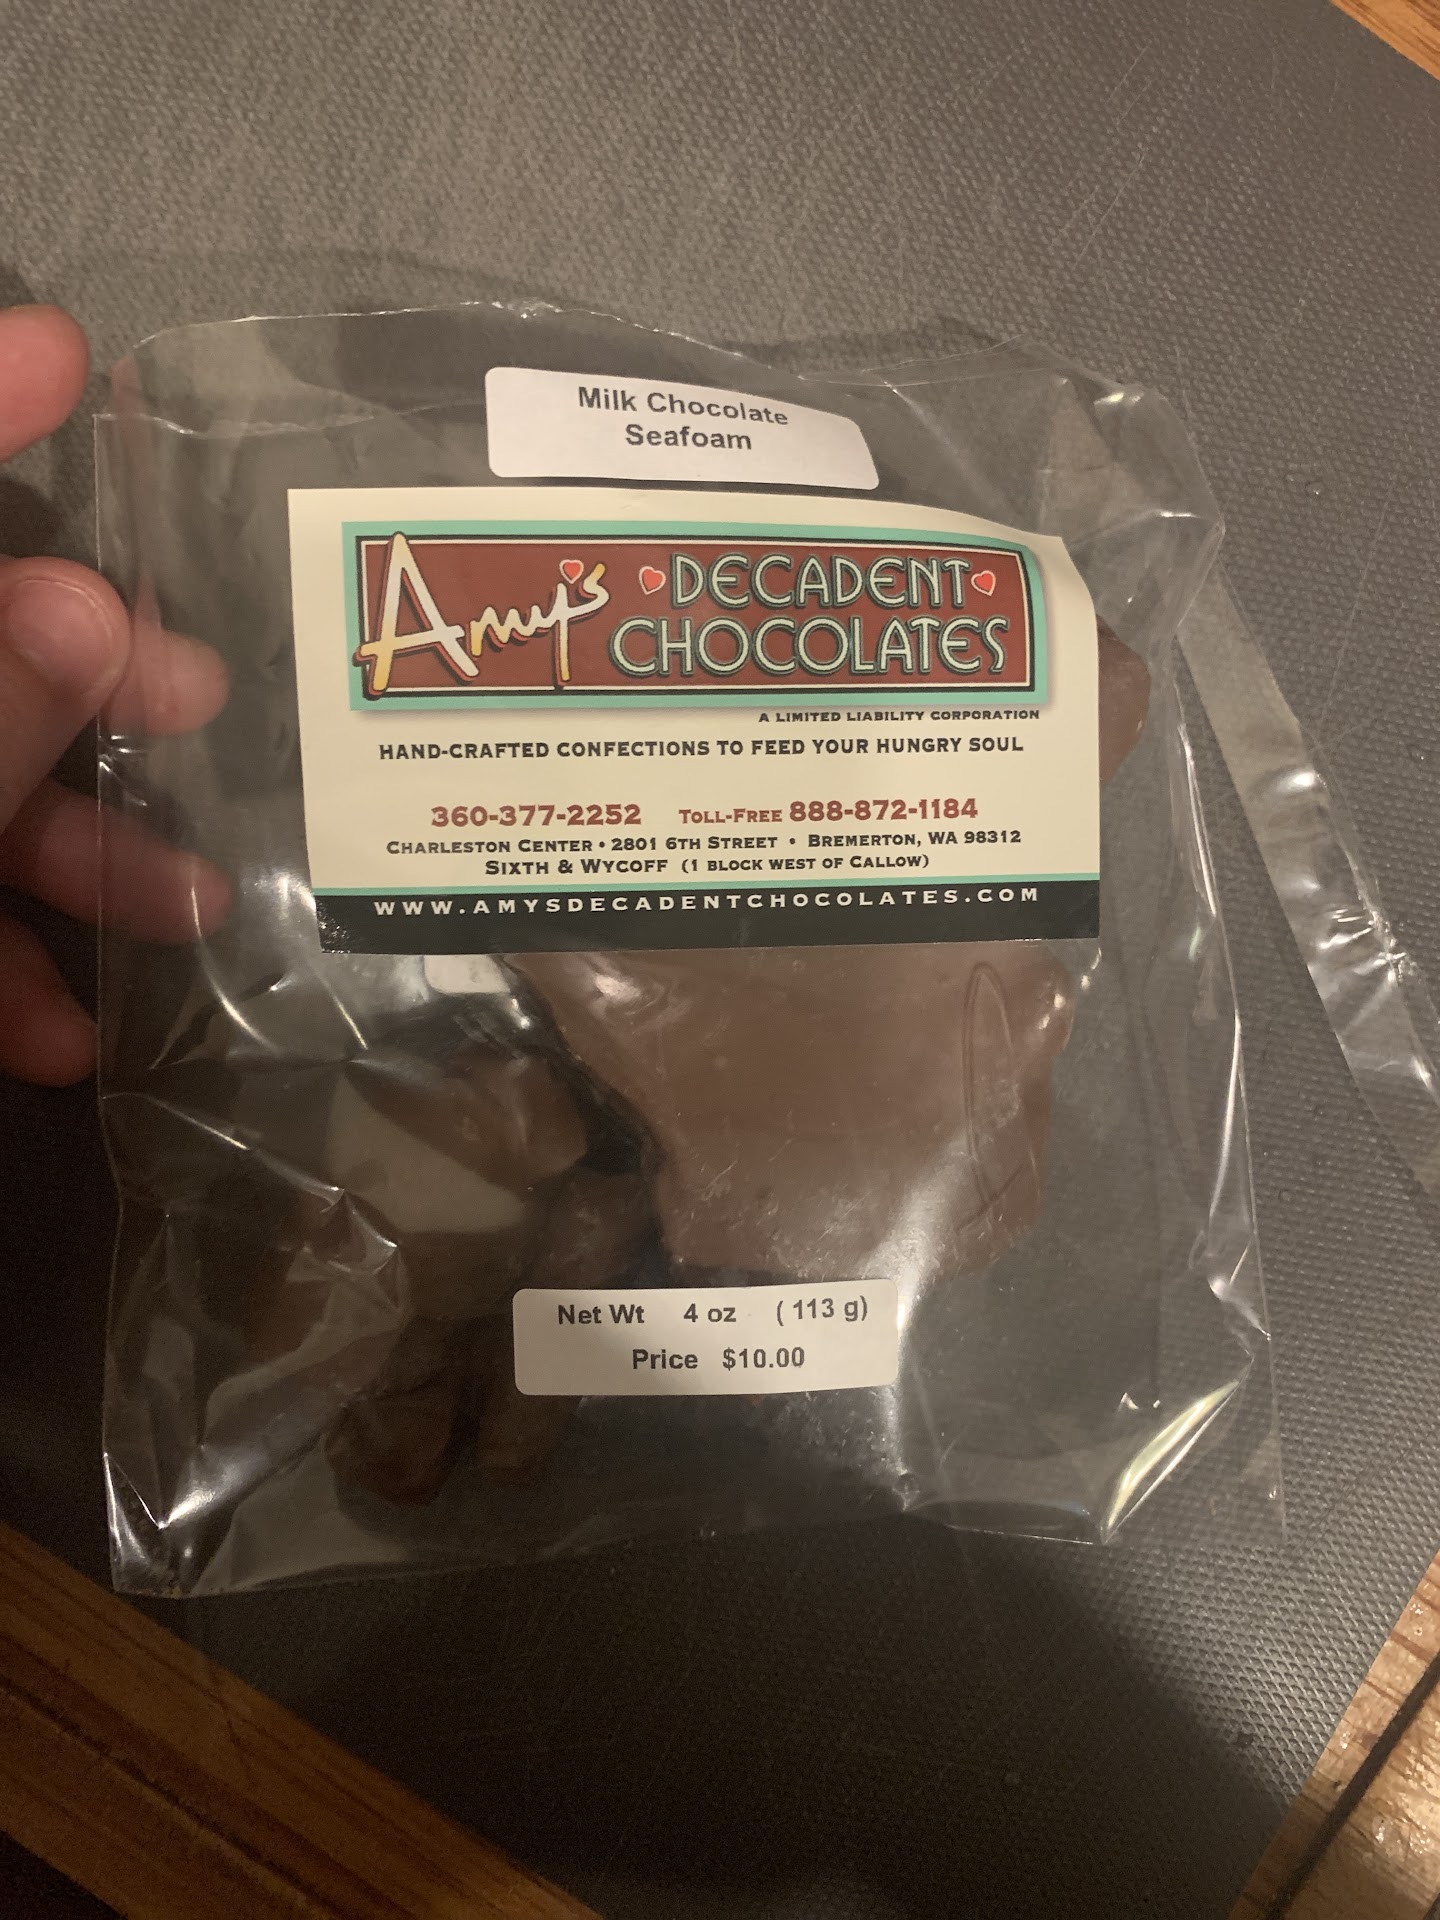 Milk Chocolate
Seafoam
Amy's DECADENT
CHOCOLATES
A LIMITED LIABILITY CORPORATION
HAND-CRAFTED CONFECTIONS TO FEED YOUR HUNGRY SOUL
360-377-2252 TOLL-FREE 888-872-1184
CHARLESTON CENTER • 2801 6TH STREET • BREMERTON, WA 98312
SIXTH & WYCOFF (1 BLOCK WEST OF CALLOW)
WWW.AMYSDECADENTCHOCOLATES.COM
Net Wt 4 oz (113 g)
Price $10.00